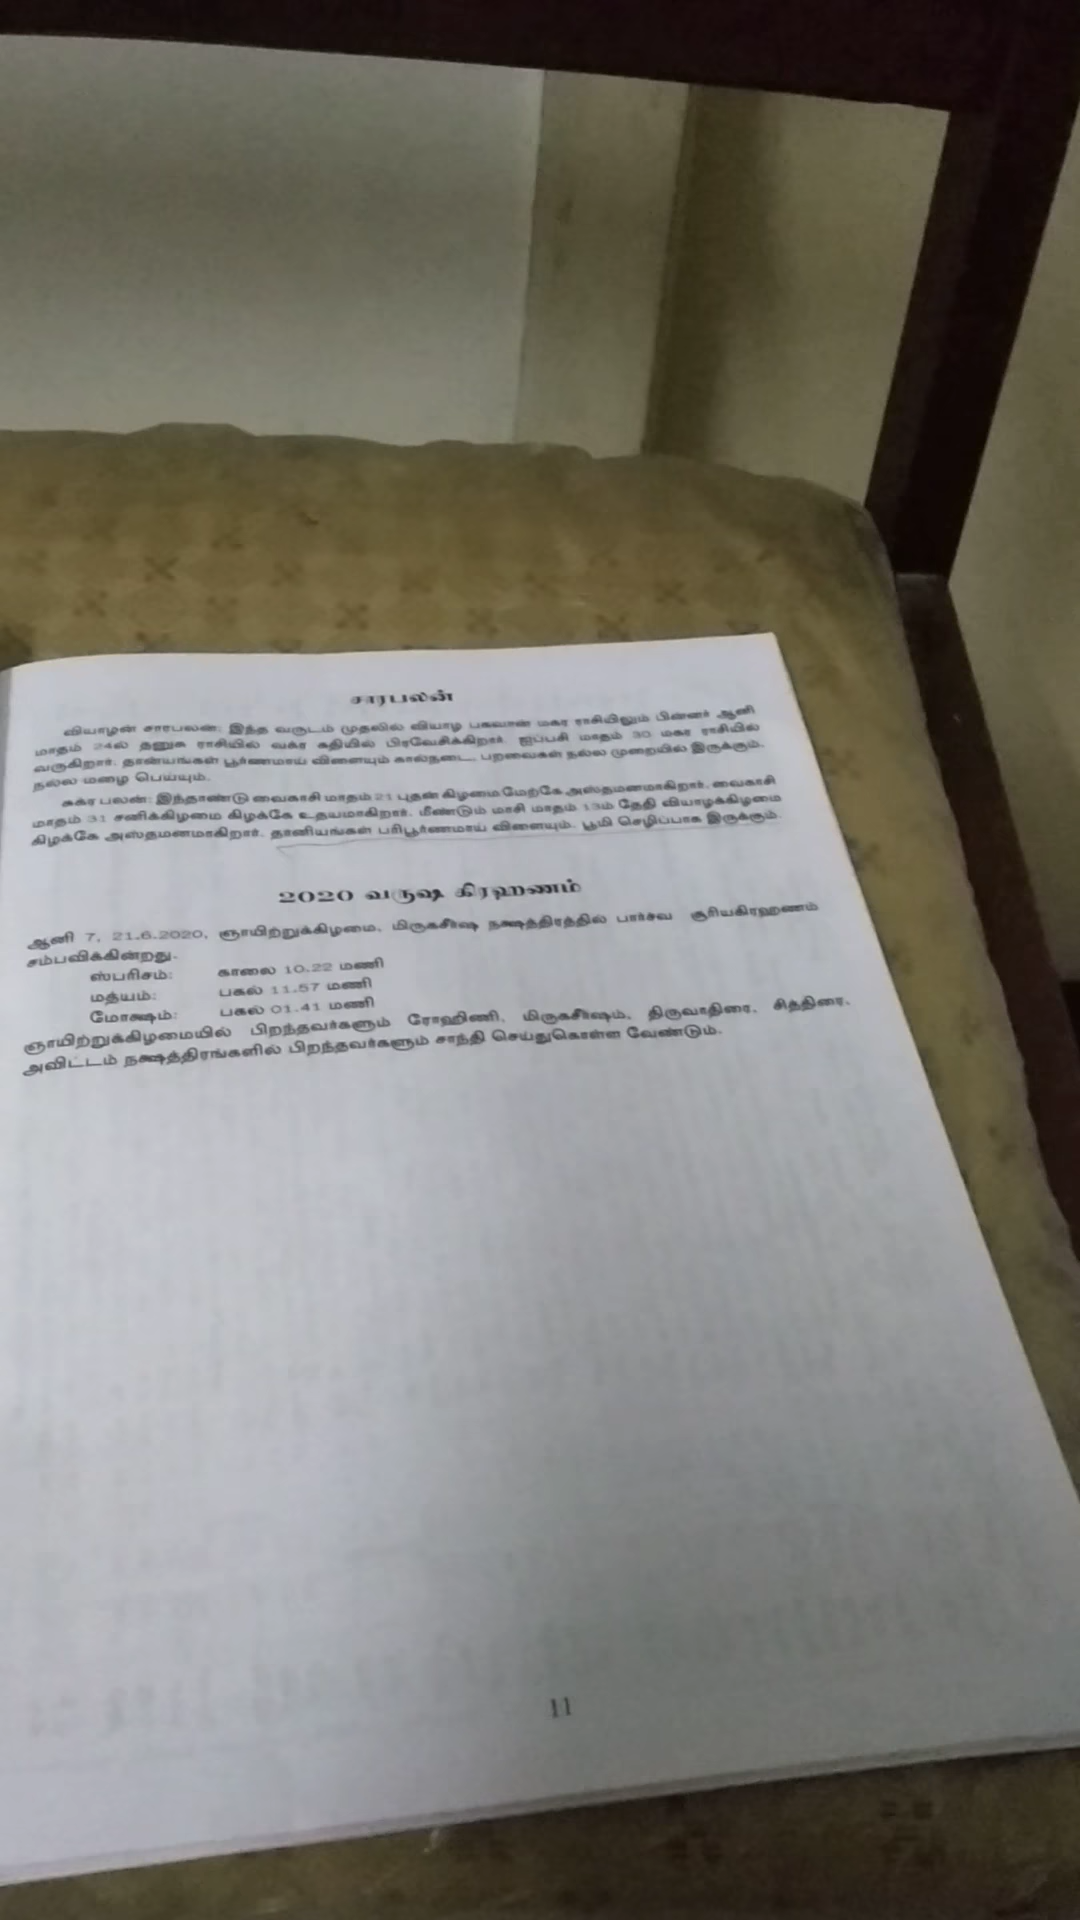 சாரபலன்
வியாழன் சாரபலன்: இந்த வருடம் முதலில் வியாழ பகவான் மகர ராசியிலும் பின்னர் ஆனி
மாதம் 24ல் தனுசு ராசியில் வக்ர கதியில் பிரவேசிக்கிறார். ஐப்பசி மாதம் 30 மகர ராசியில்
வருகிறார். தான்யங்கள் பூர்ணமாய் விளையும் கால்நடை, பறவைகள் நல்ல முறையில் இருக்கும்.
நல்ல மழை பெய்யும்.
சுக்ர பலன்: இந்தாண்டு வைகாசி மாதம் 21 புதன் கிழமை மேற்கே அஸ்தமனமாகிறார். வைகாசி
மாதம் 31 சனிக்கிழமை கிழக்கே உதயமாகிறார். மீண்டும் மாசி மாதம் 13ம் தேதி வியாழக்கிழமை
கிழக்கே அஸ்தமனமாகிறார். தானியங்கள் பரிபூர்ணமாய் விளையும். பூமி செழிப்பாக இருக்கும்.
2020 வருஷ கிரஹணம்
ஆனி 7, 21.6.2020, ஞாயிற்றுக்கிழமை, மிருகசீர்ஷ நக்ஷத்திரத்தில் பார்சவ சூரியகிரஹணம்
சம்பவிக்கின்றது.
ஸ்பரிசம்: காலை 10.22 மணி
மத்யம்: பகல் 11.57 மணி
மோக்ஷம்: பகல் 01.41 மணி
ஞாயிற்றுக்கிழமையில் பிறந்தவர்களும் ரோஹிணி, மிருகசீர்ஷம், திருவாதிரை, சித்திரை,
அவிட்டம் நக்ஷத்திரங்களில் பிறந்தவர்களும் சாந்தி செய்துகொள்ள வேண்டும்.
11